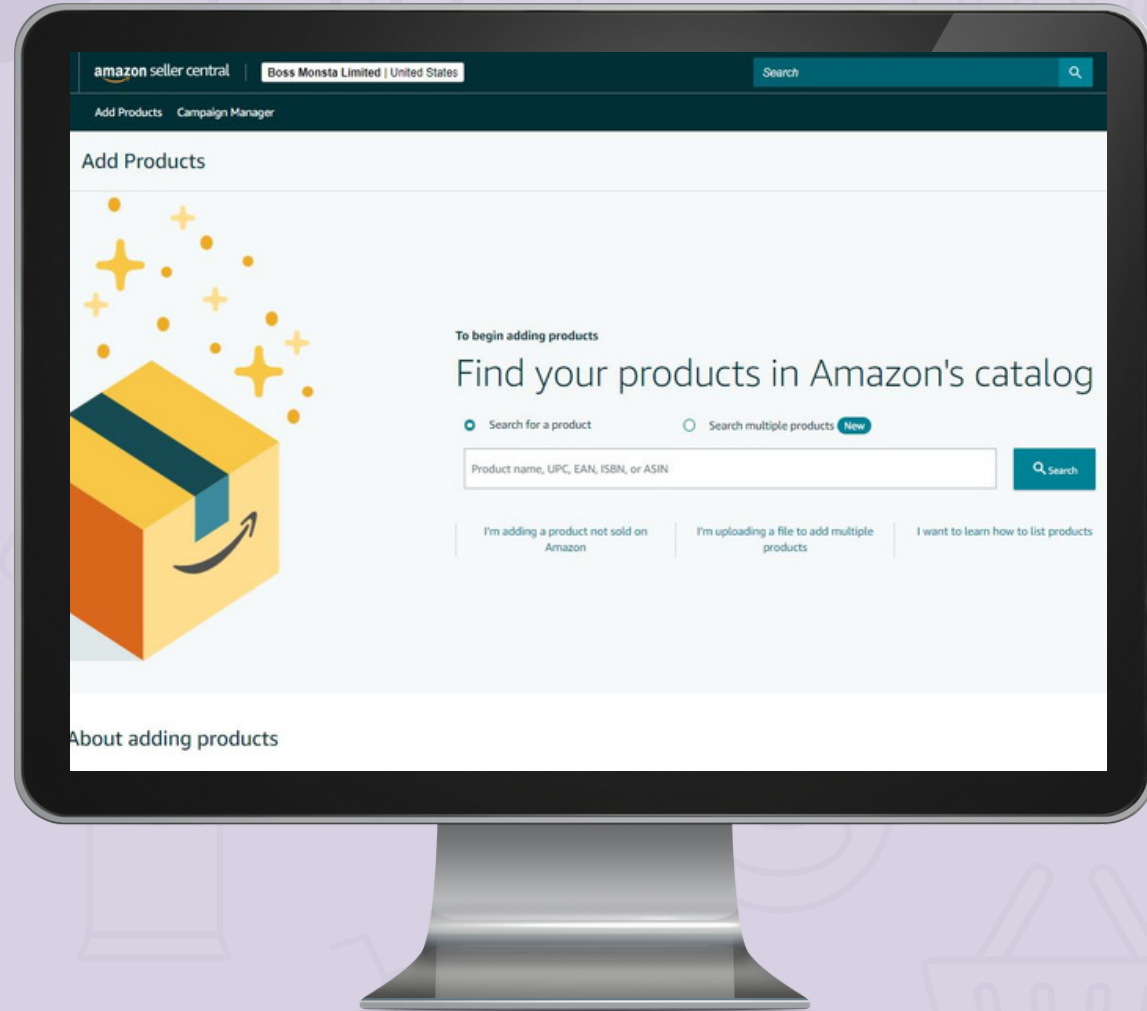 amazon seller central
Boss Monsta Limited | United States
Search
Add Products Campaign Manager
Add Products
To begin adding products
Find your products in Amazon's catalog
Search for a product
Search multiple products New
Product name, UPC, EAN, ISBN, or ASIN
Search
I'm adding a product not sold on
Amazon
I'm uploading a file to add multiple
products
I want to learn how to list products
About adding products